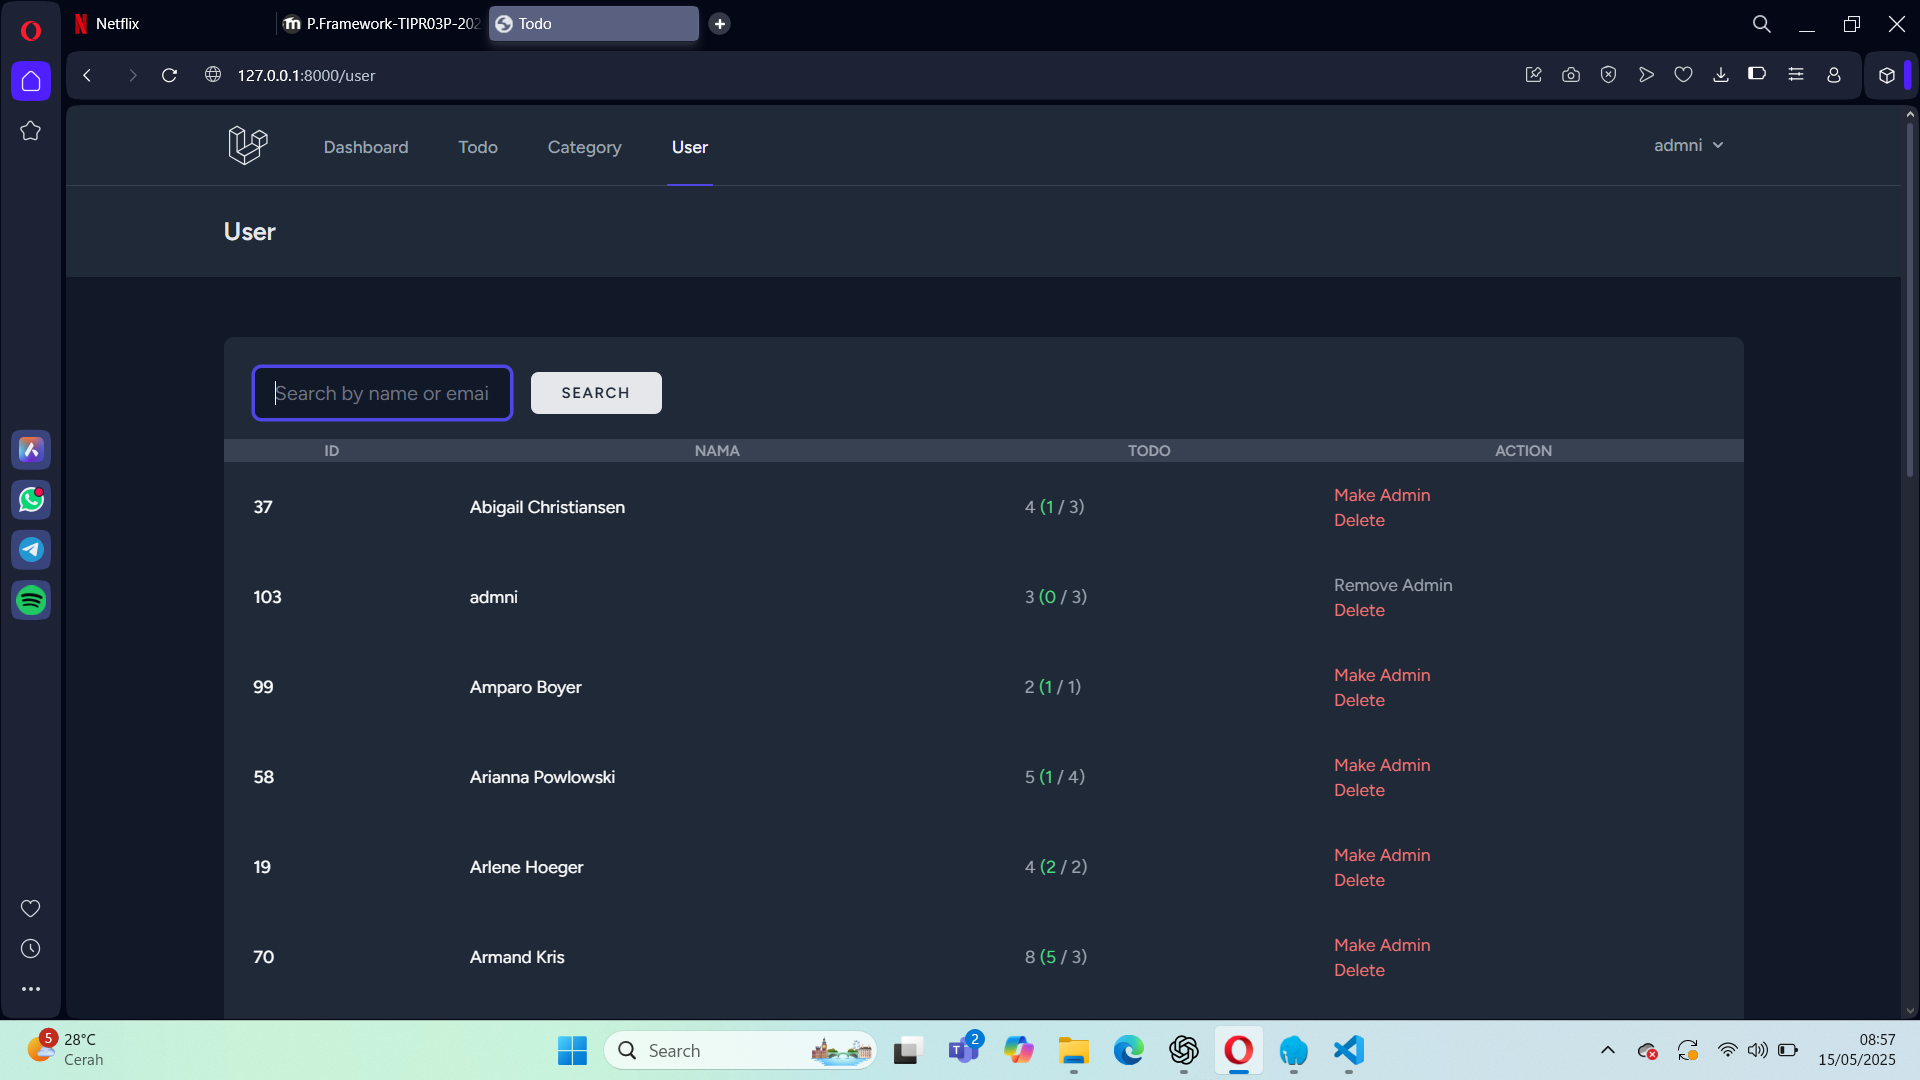 Netflix
P.Framework-TIPR03P-202
Todo
127.0.0.1:8000/user
Dashboard
Todo
Category
User
admni
User
Search by name or emai
SEARCH
ID NAMA TODO ACTION
37 Abigail Christiansen 4 (1 / 3) Make Admin
Delete
103 admni 3 (0 / 3) Remove Admin
Delete
99 Amparo Boyer 2 (1 / 1) Make Admin
Delete
58 Arianna Powlowski 5 (1 / 4) Make Admin
Delete
19 Arlene Hoeger 4 (2 / 2) Make Admin
Delete
70 Armand Kris 8 (5 / 3) Make Admin
Delete
5
28°C
Cerah
Search
2
08:57
15/05/2025